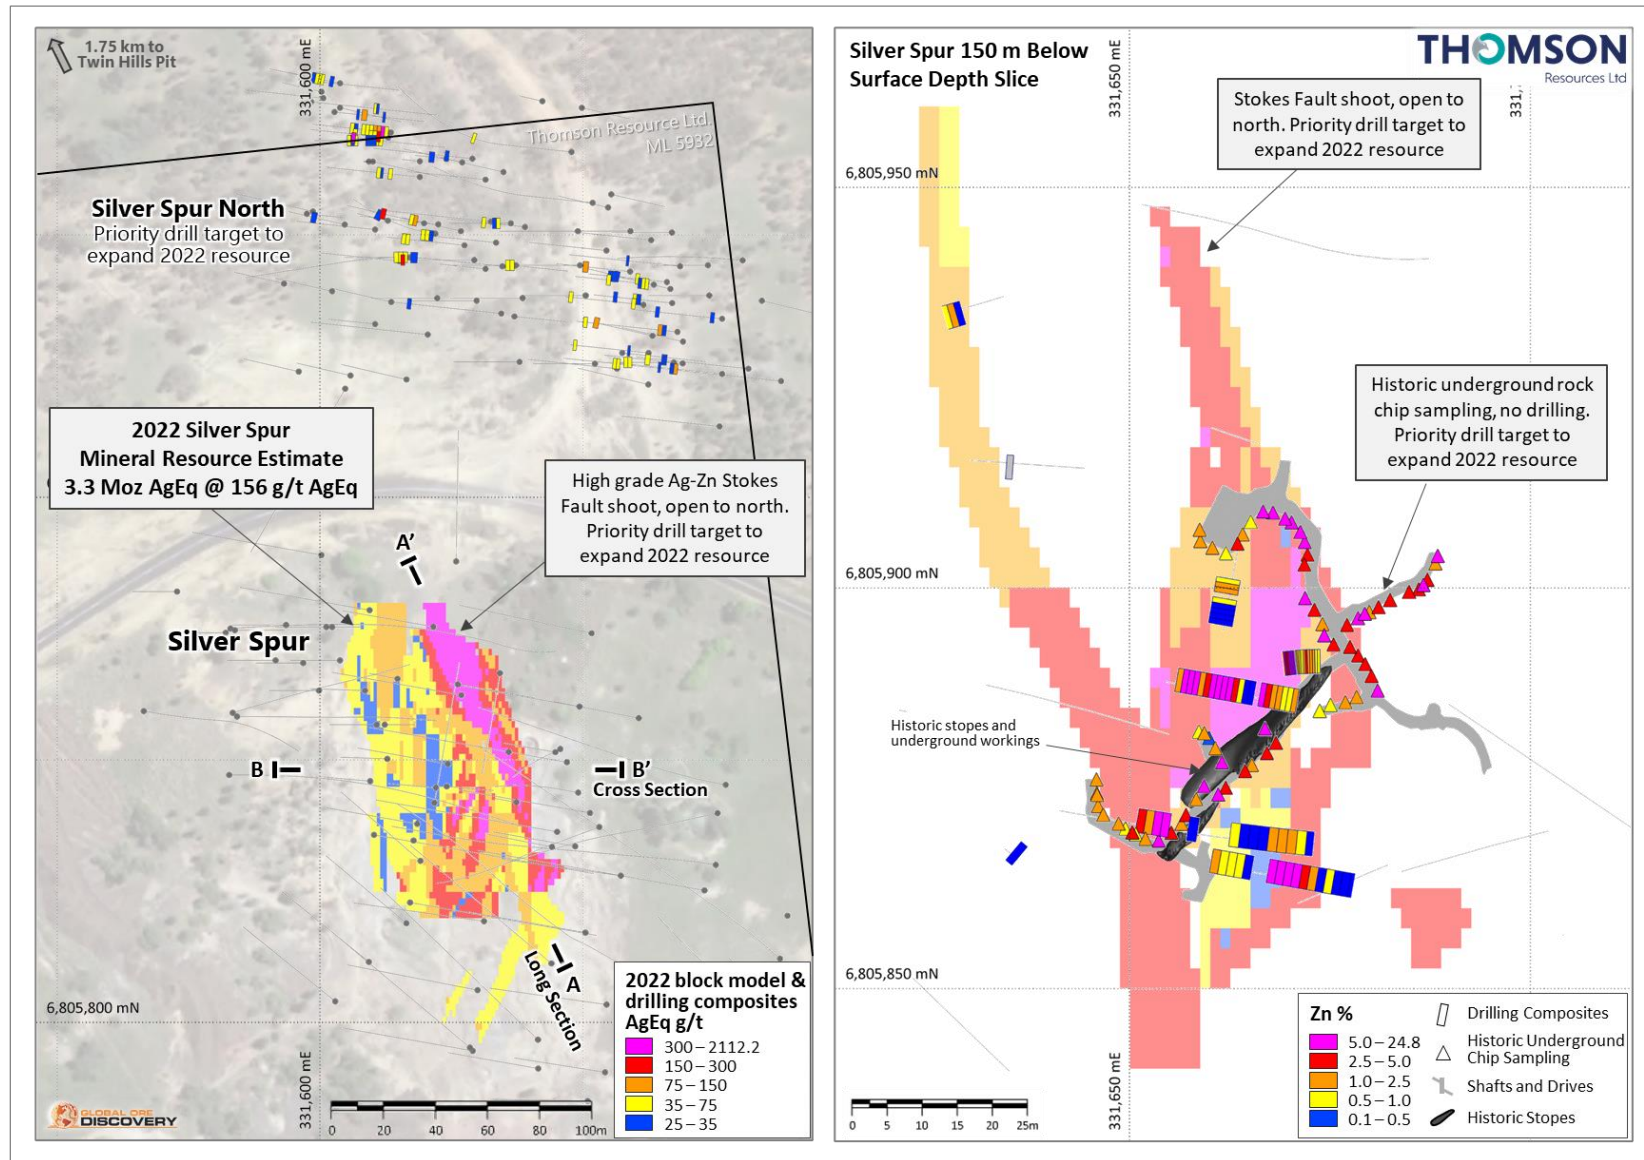 1.75 km to
Twin Hills Pit
331,600 mE
Thomson Resource Ltd.
ML 5932
Silver Spur North
Priority drill target to
expand 2022 resource
2022 Silver Spur
Mineral Resource Estimate
3.3 Moz AgEq @ 156 g/t AgEq
High grade Ag-Zn Stokes
Fault shoot, open to north.
Priority drill target to
expand 2022 resource
A’
Silver Spur
B
B’
Cross Section
A
Long Section
6,805,800 mN
331,600 mE
2022 block model &
drilling composites
AgEq g/t
300 – 2112.2
150 – 300
75 – 150
35 – 75
25 – 35
GLOBAL ORE
DISCOVERY
0 20 40 60 80 100m
Silver Spur 150 m Below
Surface Depth Slice
331,650 mE
THOMSON
Resources Ltd
331,7
Stokes Fault shoot, open to
north. Priority drill target to
expand 2022 resource
6,805,950 mN
Historic underground rock
chip sampling, no drilling.
Priority drill target to
expand 2022 resource
6,805,900 mN
Historic stopes and
underground workings
6,805,850 mN
331,650 mE
0 5 10 15 20 25m
Zn %
5.0 – 24.8
2.5 – 5.0
1.0 – 2.5
0.5 – 1.0
0.1 – 0.5
Drilling Composites
Historic Underground
Chip Sampling
Shafts and Drives
Historic Stopes